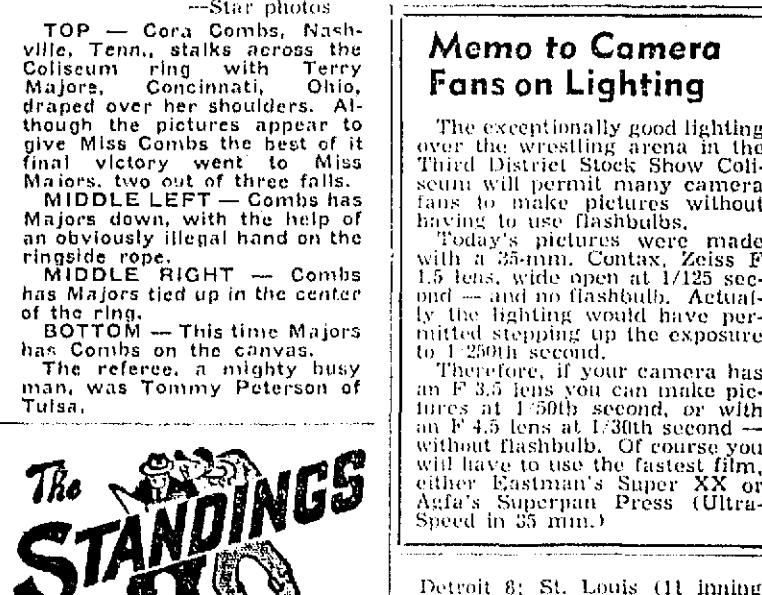 --Star photos
TOP — Cora Combs, Nash-
ville, Tenn., stalks across the
Coliseum ring with Terry
Majors, Concinnati, Ohio,
draped over her shoulders. Al-
though the pictures appear to
give Miss Combs the best of it
final victory went to Miss
Majors, two out of three falls.
MIDDLE LEFT — Combs has
Majors down, with the help of
an obviously illegal hand on the
ringside rope.
MIDDLE RIGHT — Combs
has Majors tied up in the center
of the ring.
BOTTOM — This time Majors
has Combs on the canvas.
The referee, a mighty busy
man, was Tommy Peterson of
Tulsa.
The
STANDINGS
Memo to Camera
Fans on Lighting
The exceptionally good lighting
over the wrestling arena in the
Third District Stock Show Coli-
seum will permit many camera
fans to make pictures without
having to use flashbulbs.
Today's pictures were made
with a 35-mm. Contax, Zeiss F
1.5 lens, wide open at 1/125 sec-
ond — and no flashbulb. Actual-
ly the lighting would have per-
mitted stepping up the exposure
to 1/250th second.
Therefore, if your camera has
an F 3.5 lens you can make pic-
tures at 1/50th second, or with
an F 4.5 lens at 1/30th second —
without flashbulb. Of course you
will have to use the fastest film,
either Eastman's Super XX or
Agfa's Superpan Press (Ultra-
Speed in 35 mm.)
Detroit 8; St. Louis (11 inning